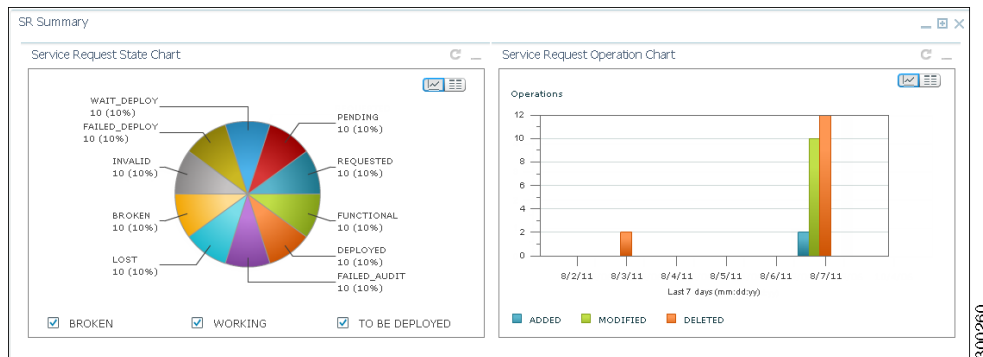 SR Summary
Service Request State Chart
WAIT_DEPLOY
10 (10%)
PENDING
10 (10%)
FAILED_DEPLOY
10 (10%)
REQUESTED
10 (10%)
INVALID
10 (10%)
FUNCTIONAL
10 (10%)
BROKEN
10 (10%)
DEPLOYED
10 (10%)
LOST
10 (10%)
FAILED_AUDIT
10 (10%)
BROKEN
WORKING
TO BE DEPLOYED
Service Request Operation Chart
Operations
12
10
8
6
4
2
0
8/2/11 8/3/11 8/4/11 8/5/11 8/6/11 8/7/11
Last 7 days (mm:dd:yy)
ADDED MODIFIED DELETED
300260